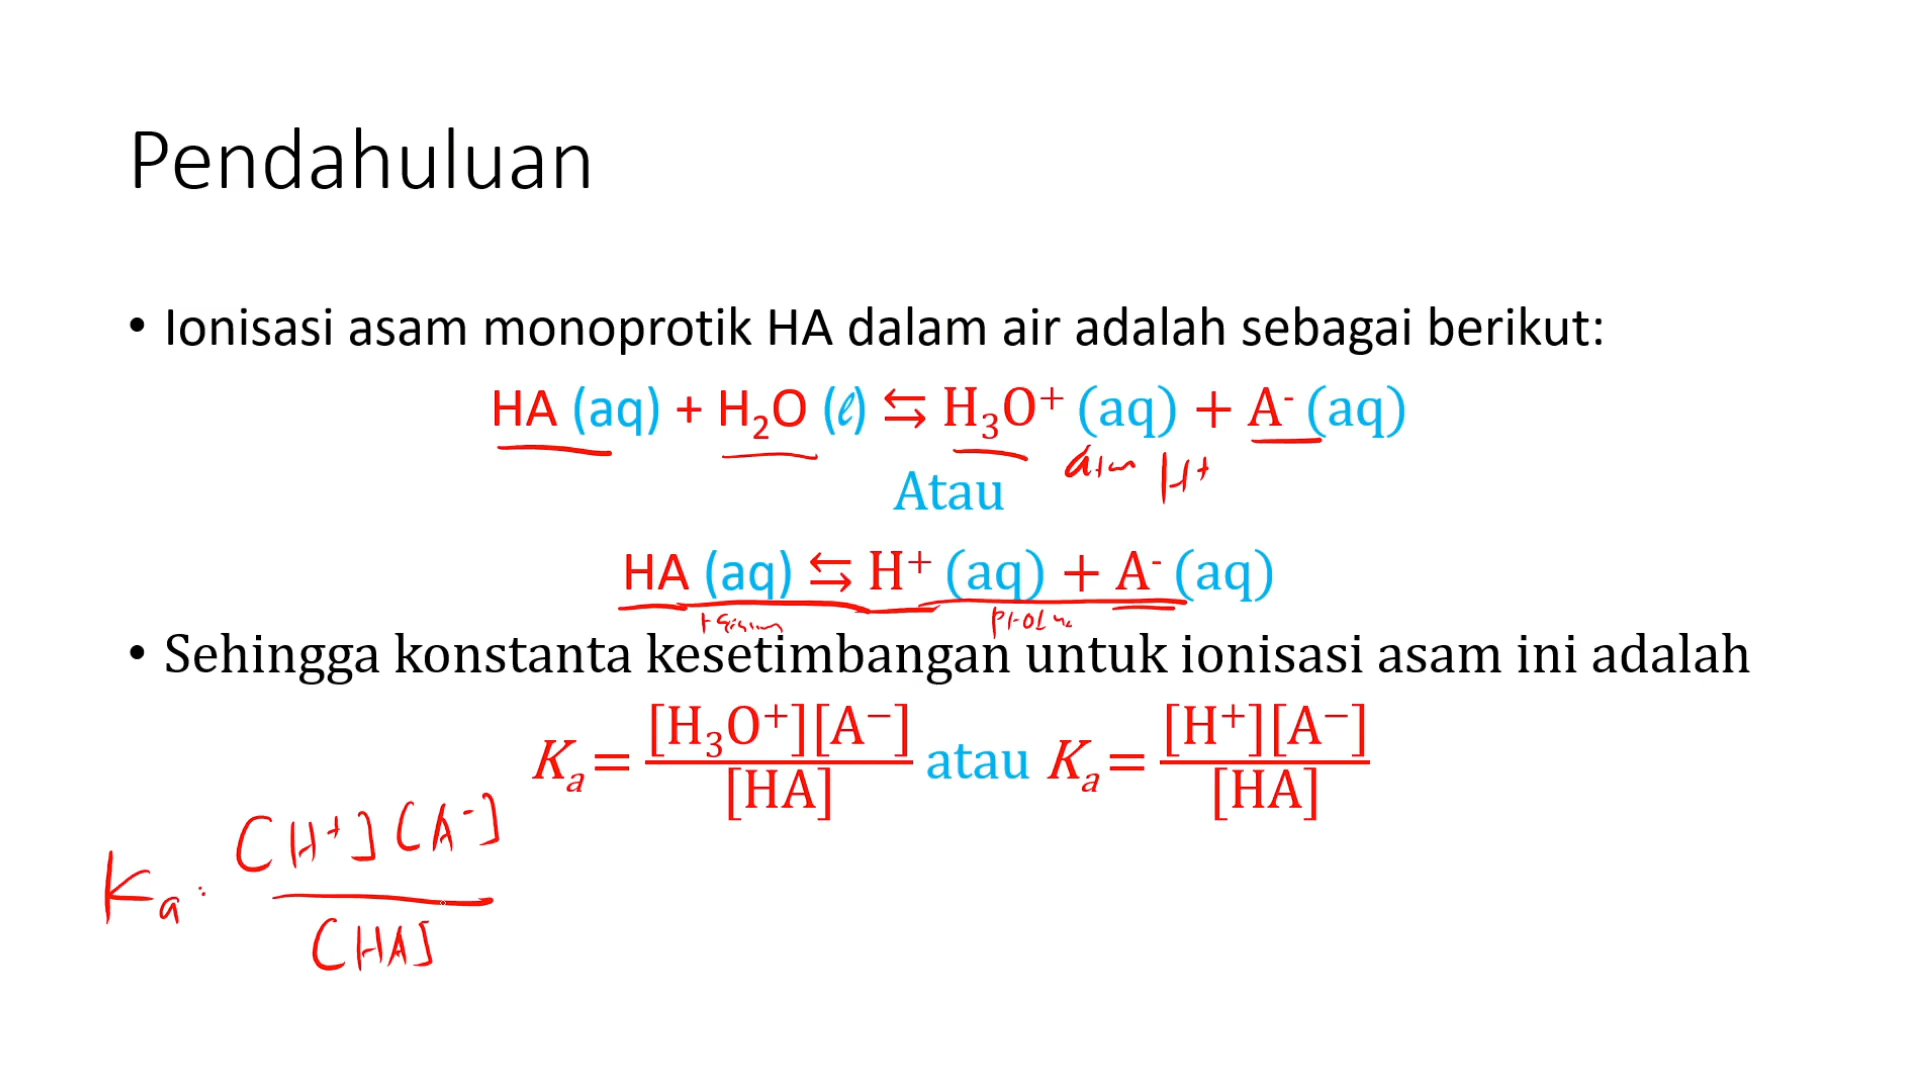 Pendahuluan
• Ionisasi asam monoprotik HA dalam air adalah sebagai berikut:
HA (aq) + H₂O (ℓ) ⇆ H₃O⁺ (aq) + A⁻ (aq)
H⁺
Atau
HA (aq) ⇆ H⁺ (aq) + A⁻ (aq)
• Sehingga konstanta kesetimbangan untuk ionisasi asam ini adalah
Kₐ = [H₃O⁺][A⁻] / [HA] atau Kₐ = [H⁺][A⁻] / [HA]
Ka : [H⁺] [A⁻] / [HA]